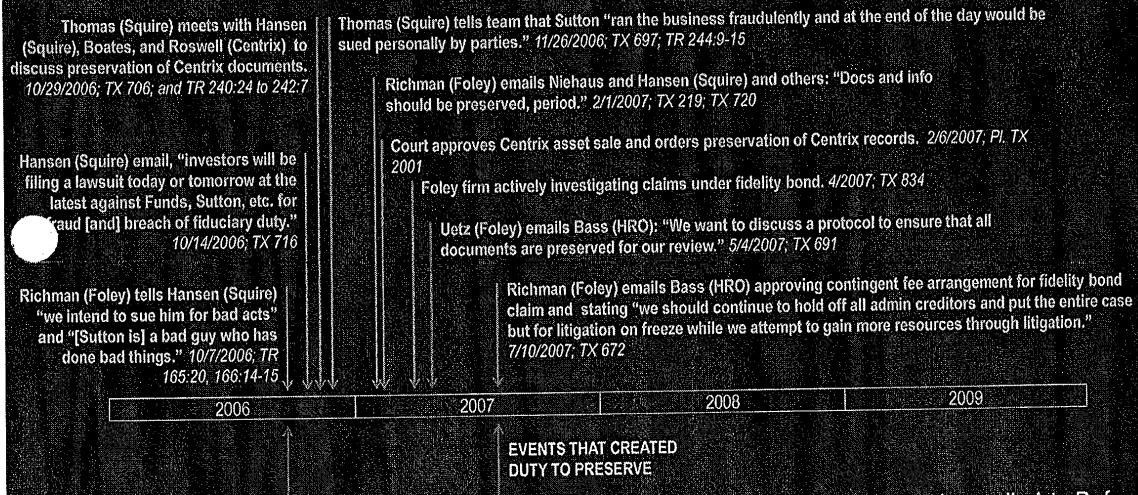 Thomas (Squire) meets with Hansen
(Squire), Boates, and Roswell (Centrix) to
discuss preservation of Centrix documents.
10/29/2006; TX 706; and TR 240:24 to 242:7
Hansen (Squire) email, “investors will be
filing a lawsuit today or tomorrow at the
latest against Funds, Sutton, etc. for
fraud [and] breach of fiduciary duty.”
10/14/2006; TX 716
Richman (Foley) tells Hansen (Squire)
“we intend to sue him for bad acts”
and “[Sutton is] a bad guy who has
done bad things.” 10/7/2006; TR
165:20, 166:14-15
Thomas (Squire) tells team that Sutton “ran the business fraudulently and at the end of the day would be
sued personally by parties.” 11/26/2006; TX 697; TR 244:9-15
Richman (Foley) emails Niehaus and Hansen (Squire) and others: “Docs and info
should be preserved, period.” 2/1/2007; TX 219; TX 720
Court approves Centrix asset sale and orders preservation of Centrix records. 2/6/2007; Pl. TX
2001
Foley firm actively investigating claims under fidelity bond. 4/2007; TX 834
Uetz (Foley) emails Bass (HRO): “We want to discuss a protocol to ensure that all
documents are preserved for our review.” 5/4/2007; TX 691
Richman (Foley) emails Bass (HRO) approving contingent fee arrangement for fidelity bond
claim and stating “we should continue to hold off all admin creditors and put the entire case
but for litigation on freeze while we attempt to gain more resources through litigation.”
7/10/2007; TX 672
2006 2007 2008 2009
EVENTS THAT CREATED
DUTY TO PRESERVE